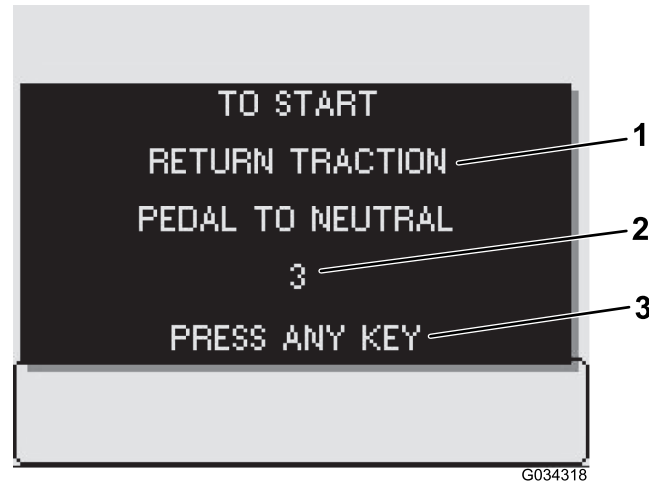 TO START
RETURN TRACTION
PEDAL TO NEUTRAL
3
PRESS ANY KEY
1
2
3
G034318